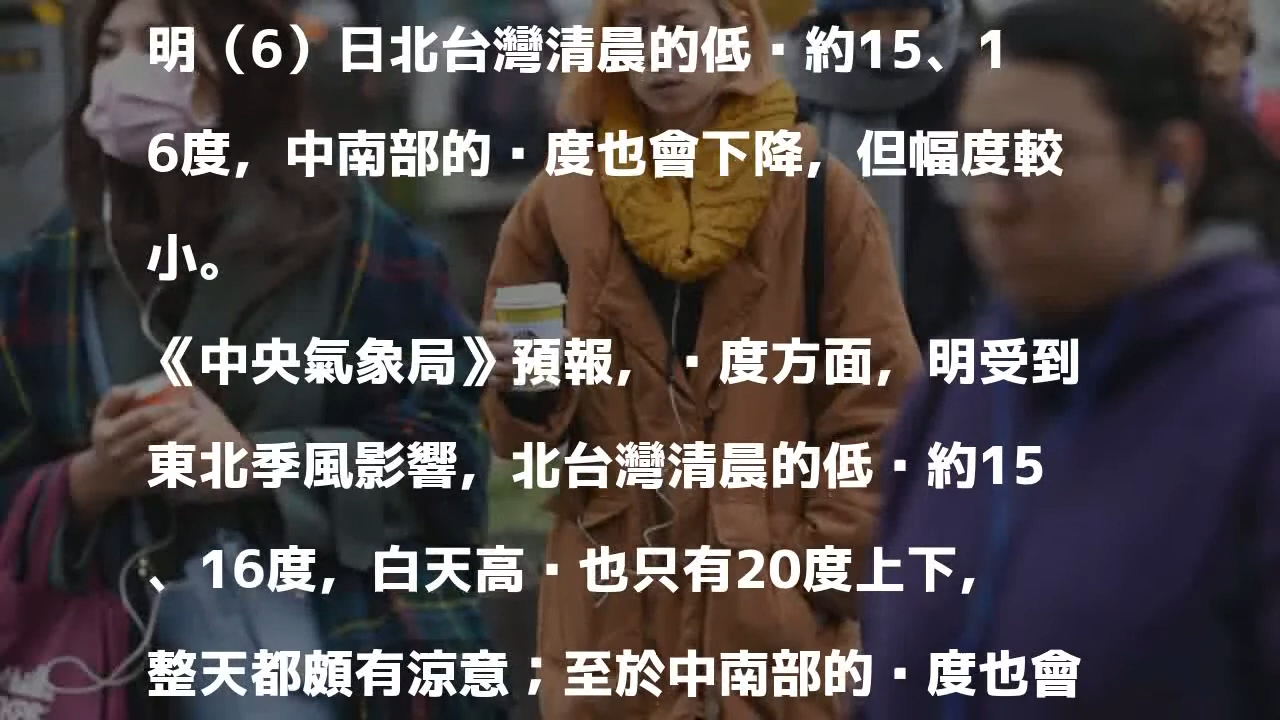 明（6）日北台灣清晨的低▪約15、1
6度，中南部的▪度也會下降，但幅度較
小。
《中央氣象局》預報，▪度方面，明受到
東北季風影響，北台灣清晨的低▪約15
、16度，白天高▪也只有20度上下，
整天都頗有涼意；至於中南部的▪度也會